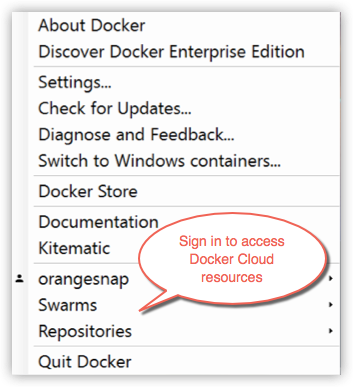 About Docker
Discover Docker Enterprise Edition
Settings...
Check for Updates...
Diagnose and Feedback...
Switch to Windows containers...
Docker Store
Documentation
Kitematic
Sign in to access
Docker Cloud
resources
orangesnap
Swarms
Repositories
Quit Docker